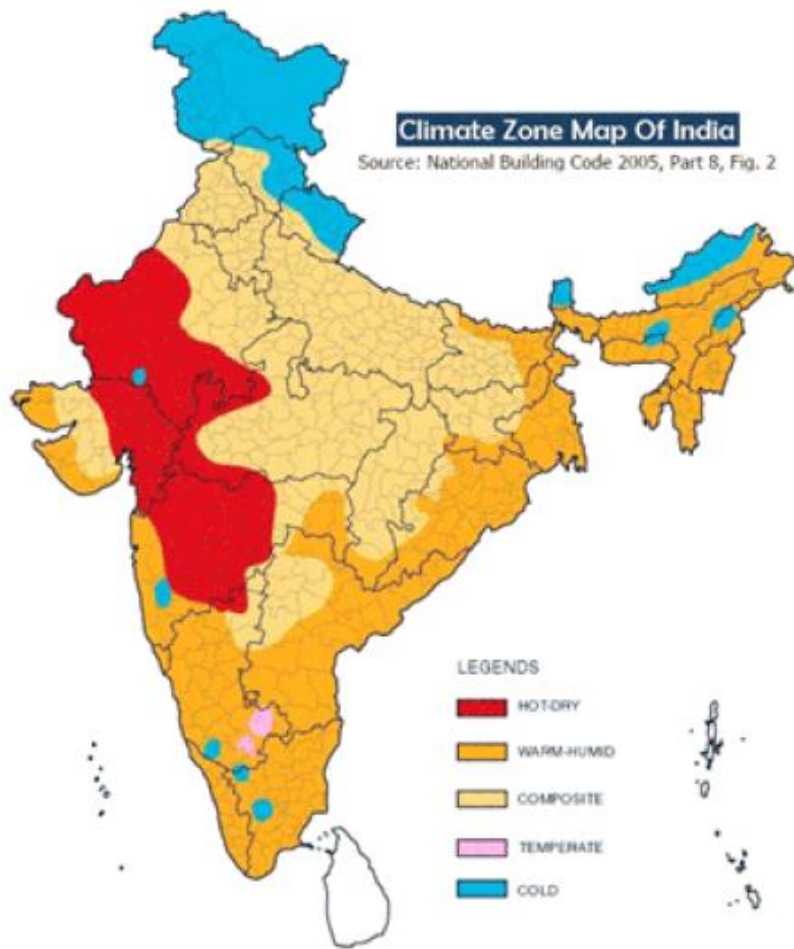 Climate Zone Map Of India
Source: National Building Code 2005, Part 8, Fig. 2
LEGENDS
HOT-DRY
WARM-HUMID
COMPOSITE
TEMPERATE
COLD